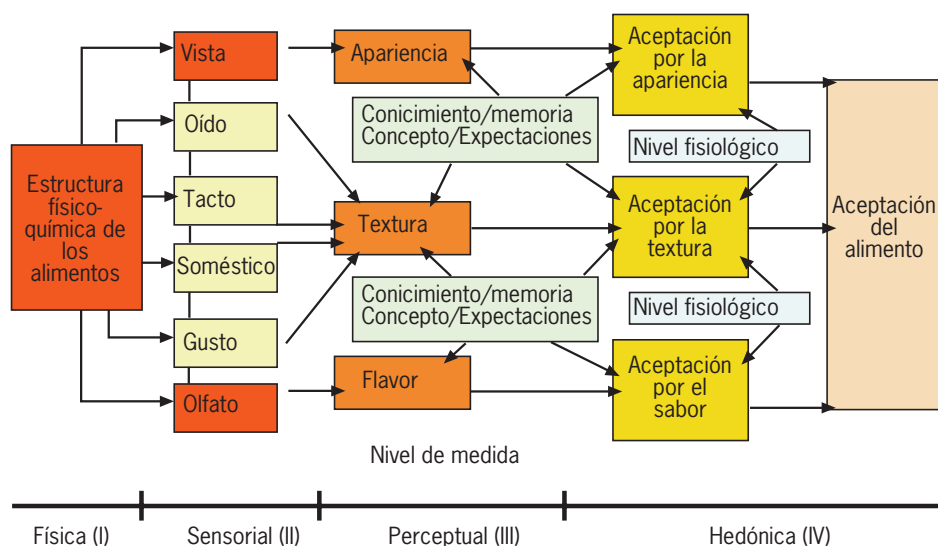 Estructura
físico-
química de
los
alimentos
Vista
Oído
Tacto
Soméstico
Gusto
Olfato
Apariencia
Conicimiento/memoria
Concepto/Expectaciones
Textura
Conicimiento/memoria
Concepto/Expectaciones
Flavor
Aceptación
por la
apariencia
Nivel fisiológico
Aceptación
por la
textura
Nivel fisiológico
Aceptación
por el
sabor
Aceptación
del
alimento
Nivel de medida
Física (I)
Sensorial (II)
Perceptual (III)
Hedónica (IV)